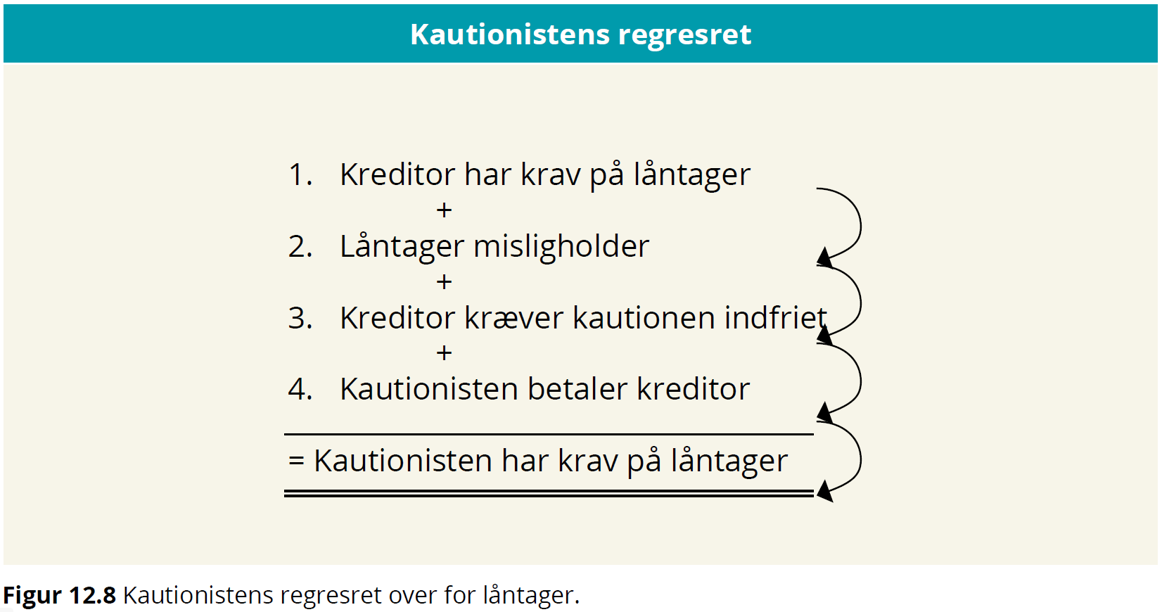 Kautionistens regresret
1. Kreditor har krav på låntager
+
2. Låntager misligholder
+
3. Kreditor kræver kautionen indfriet
+
4. Kautionisten betaler kreditor
= Kautionisten har krav på låntager
Figur 12.8 Kautionistens regresret over for låntager.